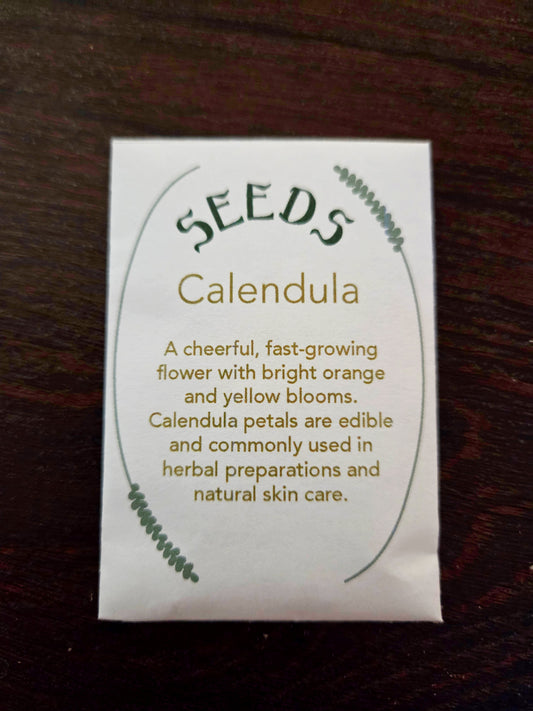 SEEDS
Calendula
A cheerful, fast-growing
flower with bright orange
and yellow blooms.
Calendula petals are edible
and commonly used in
herbal preparations and
natural skin care.